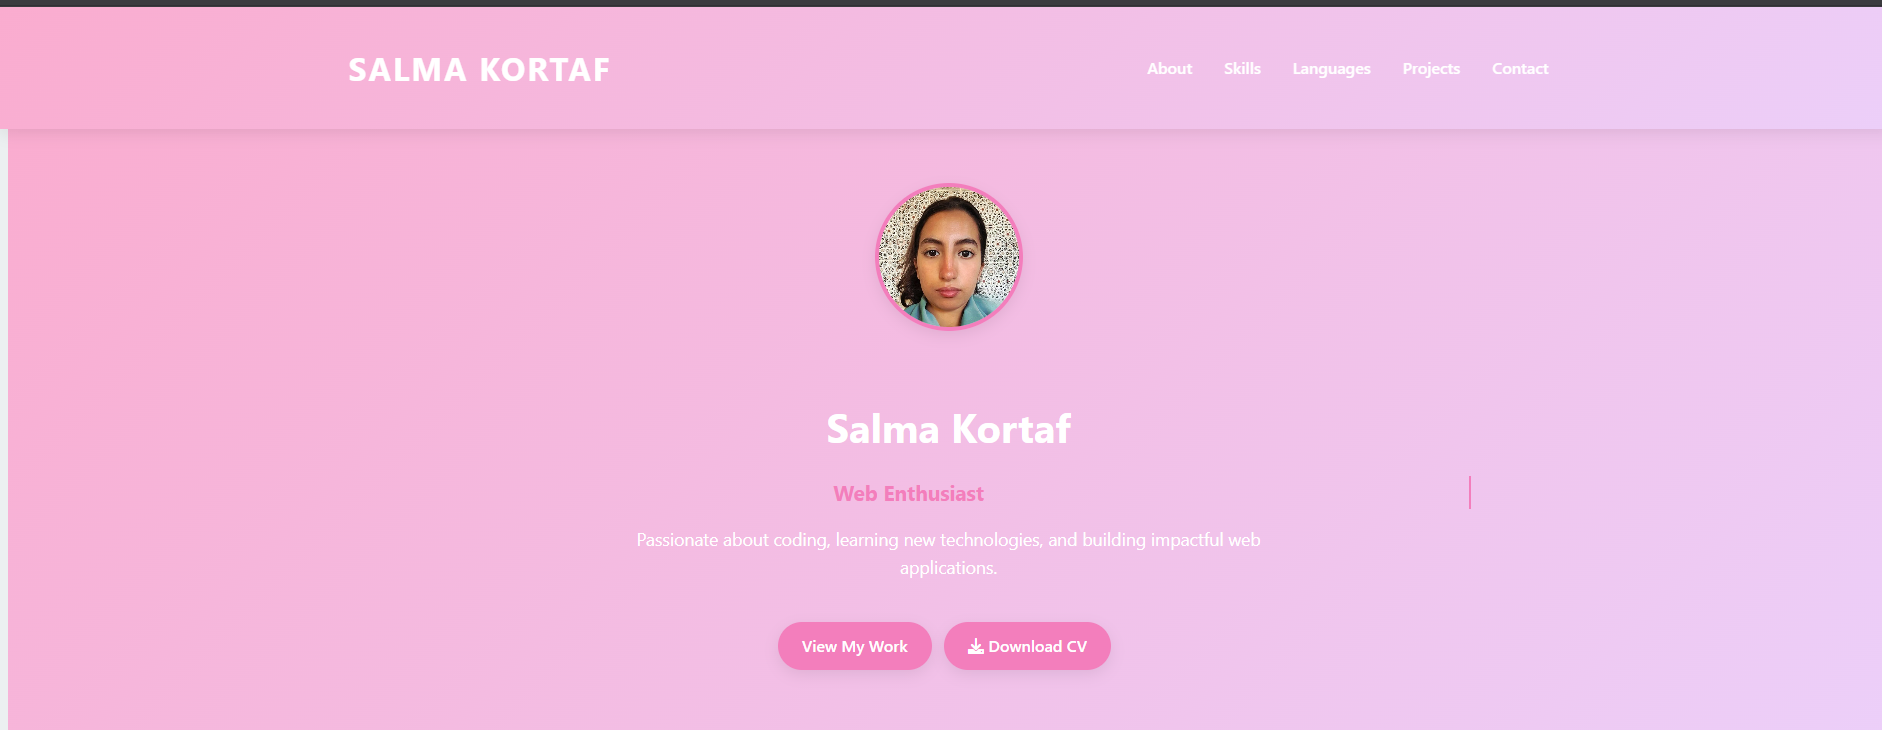 SALMA KORTAF
About Skills Languages Projects Contact
Salma Kortaf
Web Enthusiast
Passionate about coding, learning new technologies, and building impactful web
applications.
View My Work
Download CV